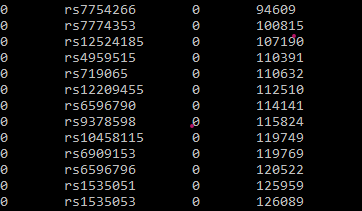 0 rs7754266 0 94609
0 rs7774353 0 100815
0 rs12524185 0 107190
0 rs4959515 0 110391
0 rs719065 0 110632
0 rs12209455 0 112510
0 rs6596790 0 114141
0 rs9378598 0 115824
0 rs10458115 0 119749
0 rs6909153 0 119769
0 rs6596796 0 120522
0 rs1535051 0 125959
0 rs1535053 0 126089